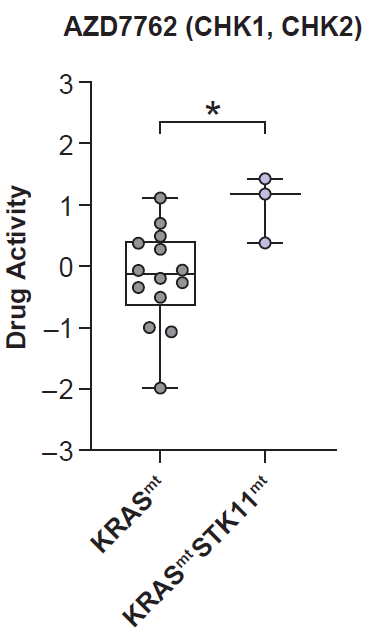 AZD7762 (CHK1, CHK2)
*
3
2
1
0
–1
–2
–3
Drug Activity
KRASmt
KRASmtSTK11mt